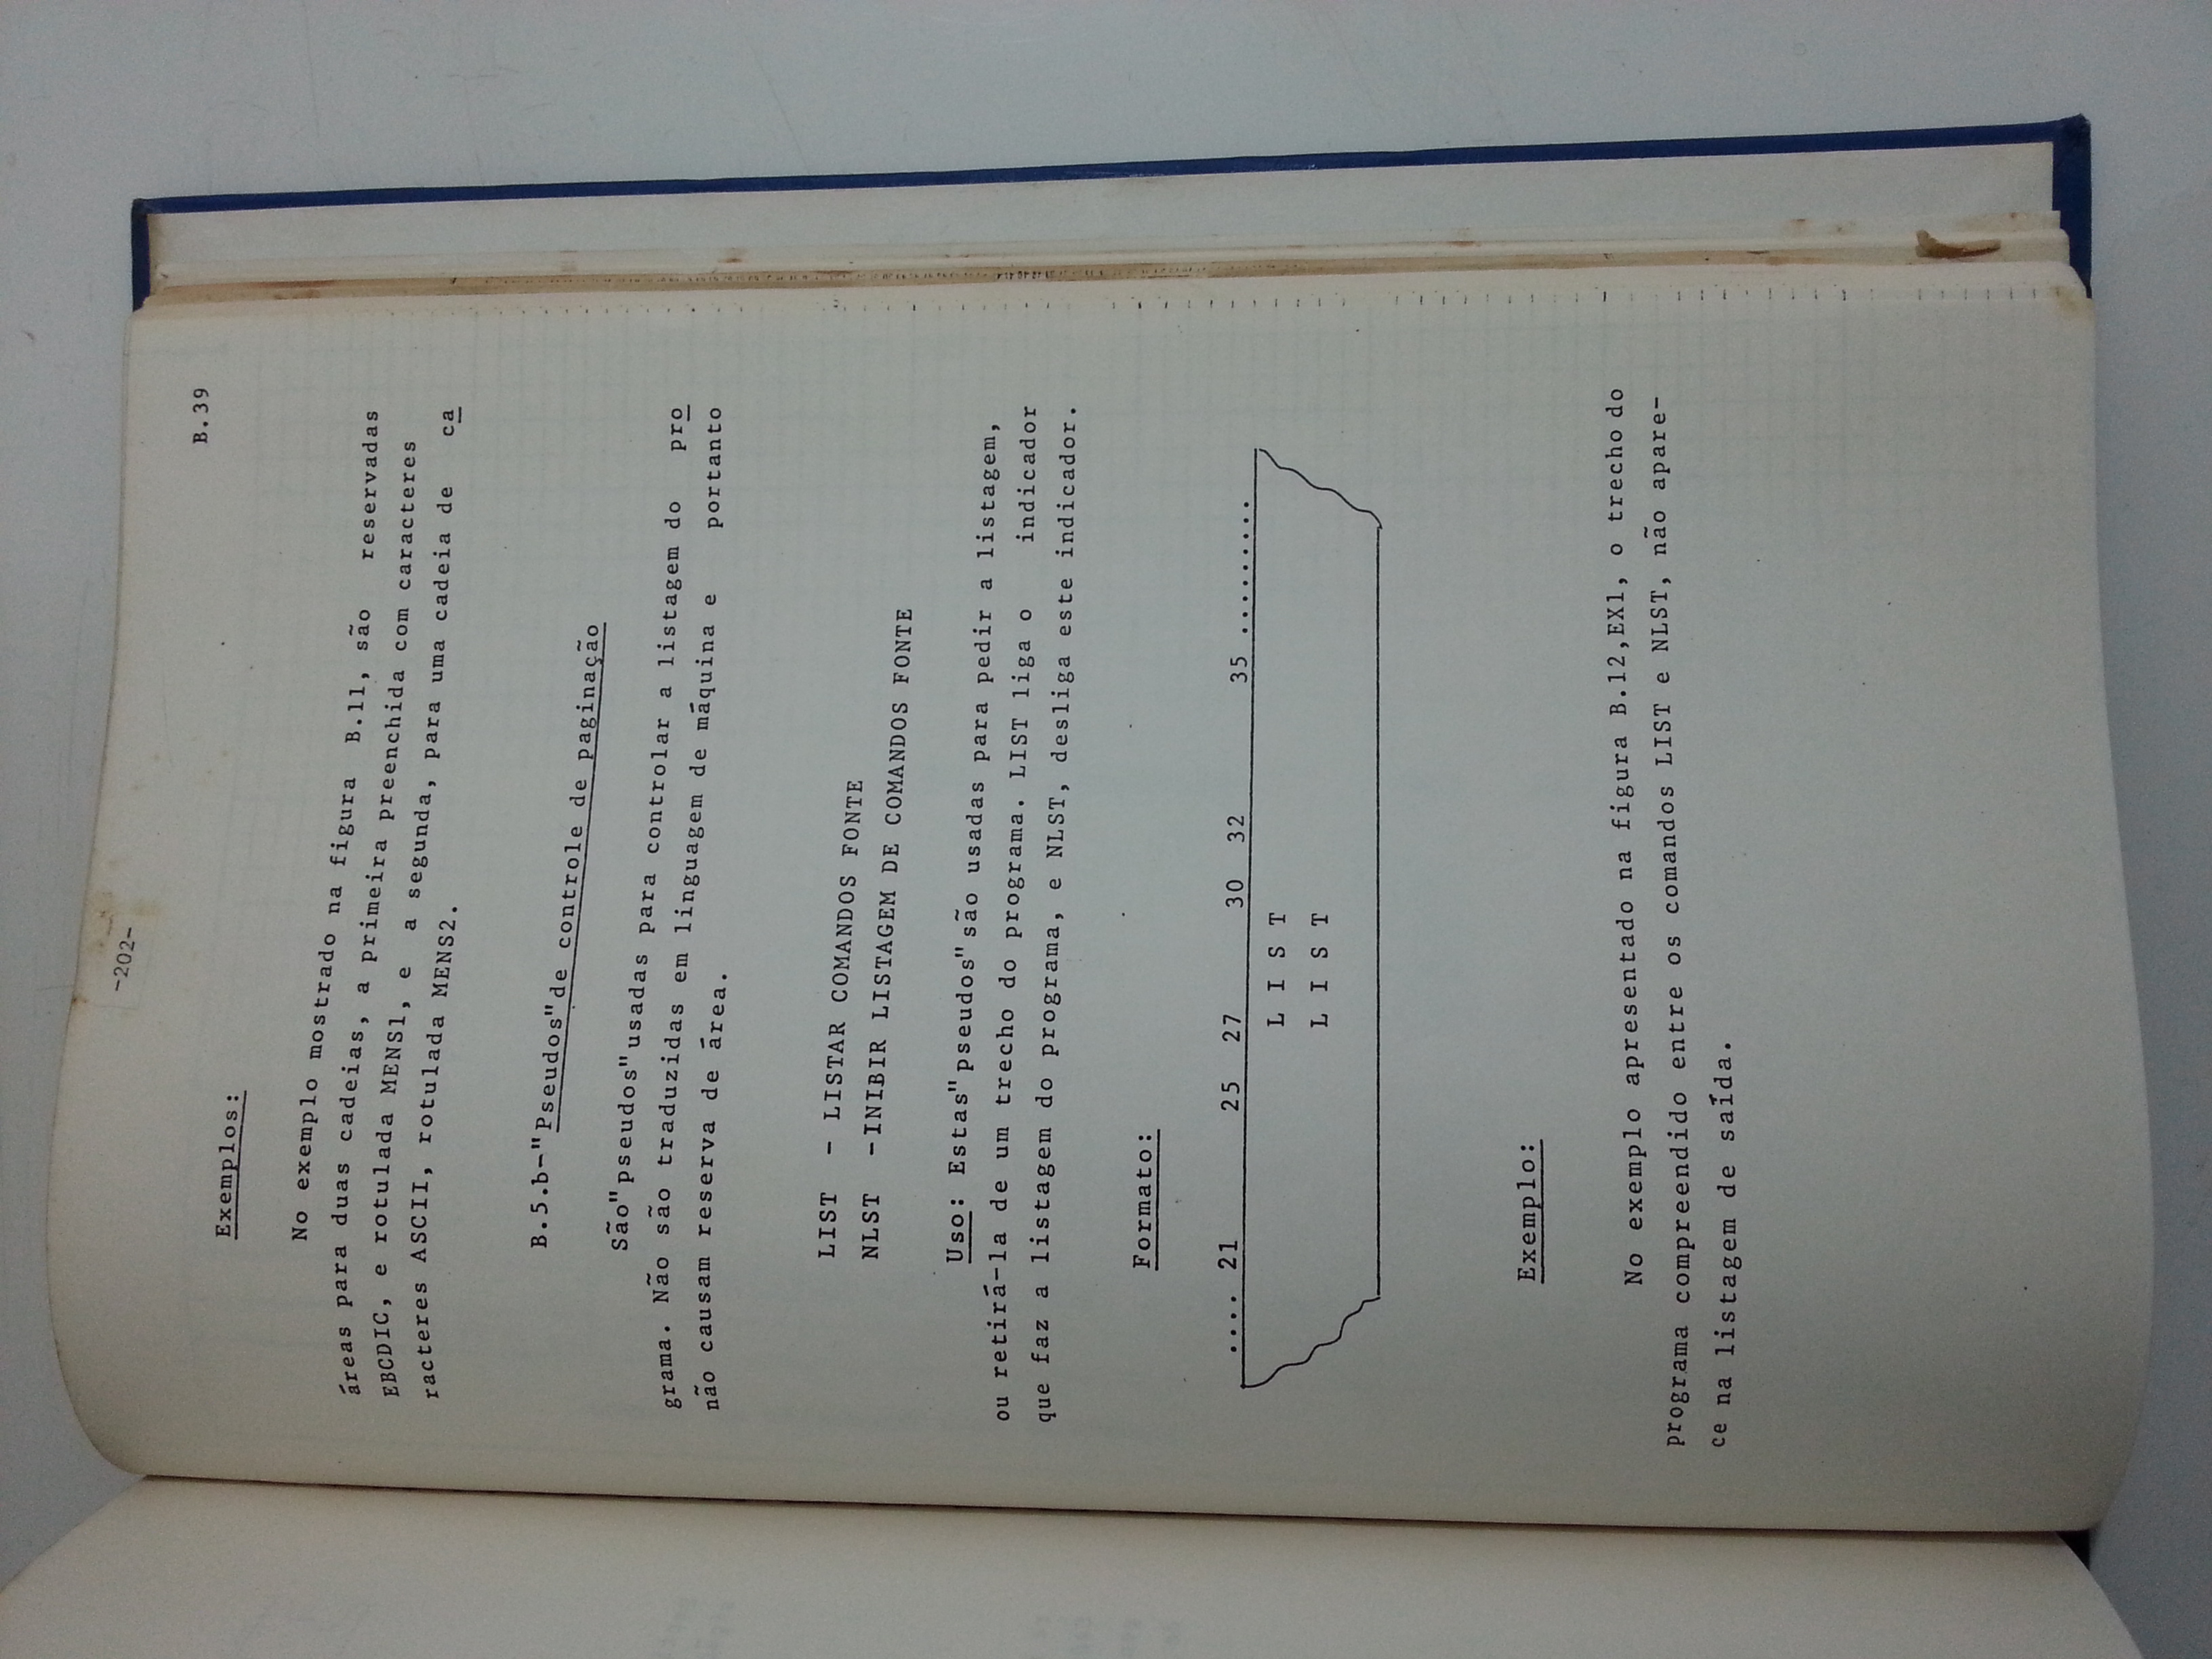 -202-
B.39
Exemplos:
No exemplo mostrado na figura B.11, são reservadas
áreas para duas cadeias, a primeira preenchida com caracteres
EBCDIC, e rotulada MENS1, e a segunda, para uma cadeia de ca
racteres ASCII, rotulada MENS2.
B.5.b-"Pseudos"de controle de paginação
São"pseudos"usadas para controlar a listagem do pro
grama. Não são traduzidas em linguagem de máquina e portanto
não causam reserva de área.
LIST - LISTAR COMANDOS FONTE
NLST -INIBIR LISTAGEM DE COMANDOS FONTE
Uso: Estas"pseudos"são usadas para pedir a listagem,
ou retirá-la de um trecho do programa. LIST liga o indicador
que faz a listagem do programa, e NLST, desliga este indicador.
Formato:
.... 21 25 27 30 32 35 .........
L I S T
L I S T
Exemplo:
No exemplo apresentado na figura B.12,EX1, o trecho do
programa compreendido entre os comandos LIST e NLST, não apare-
ce na listagem de saída.